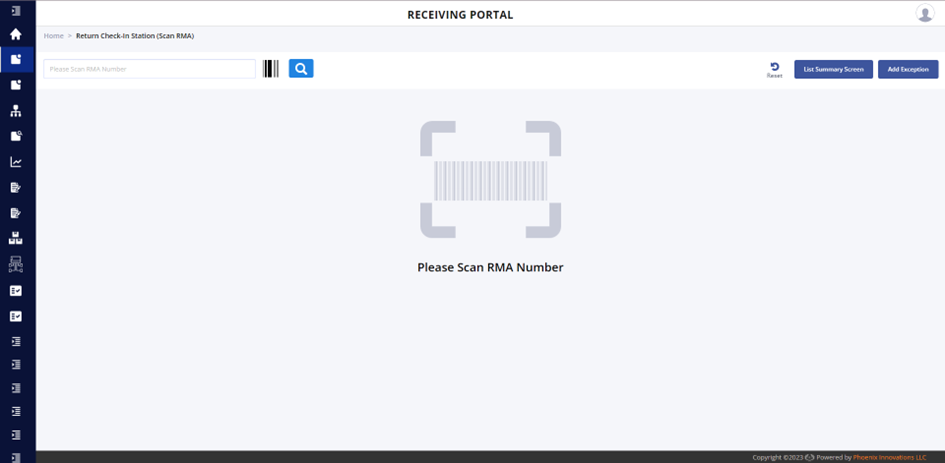 RECEIVING PORTAL
Home > Return Check-In Station (Scan RMA)
Please Scan RMA Number
Reset
List Summary Screen
Add Exception
Please Scan RMA Number
Copyright ©2023 Powered by Phoenix Innovations LLC